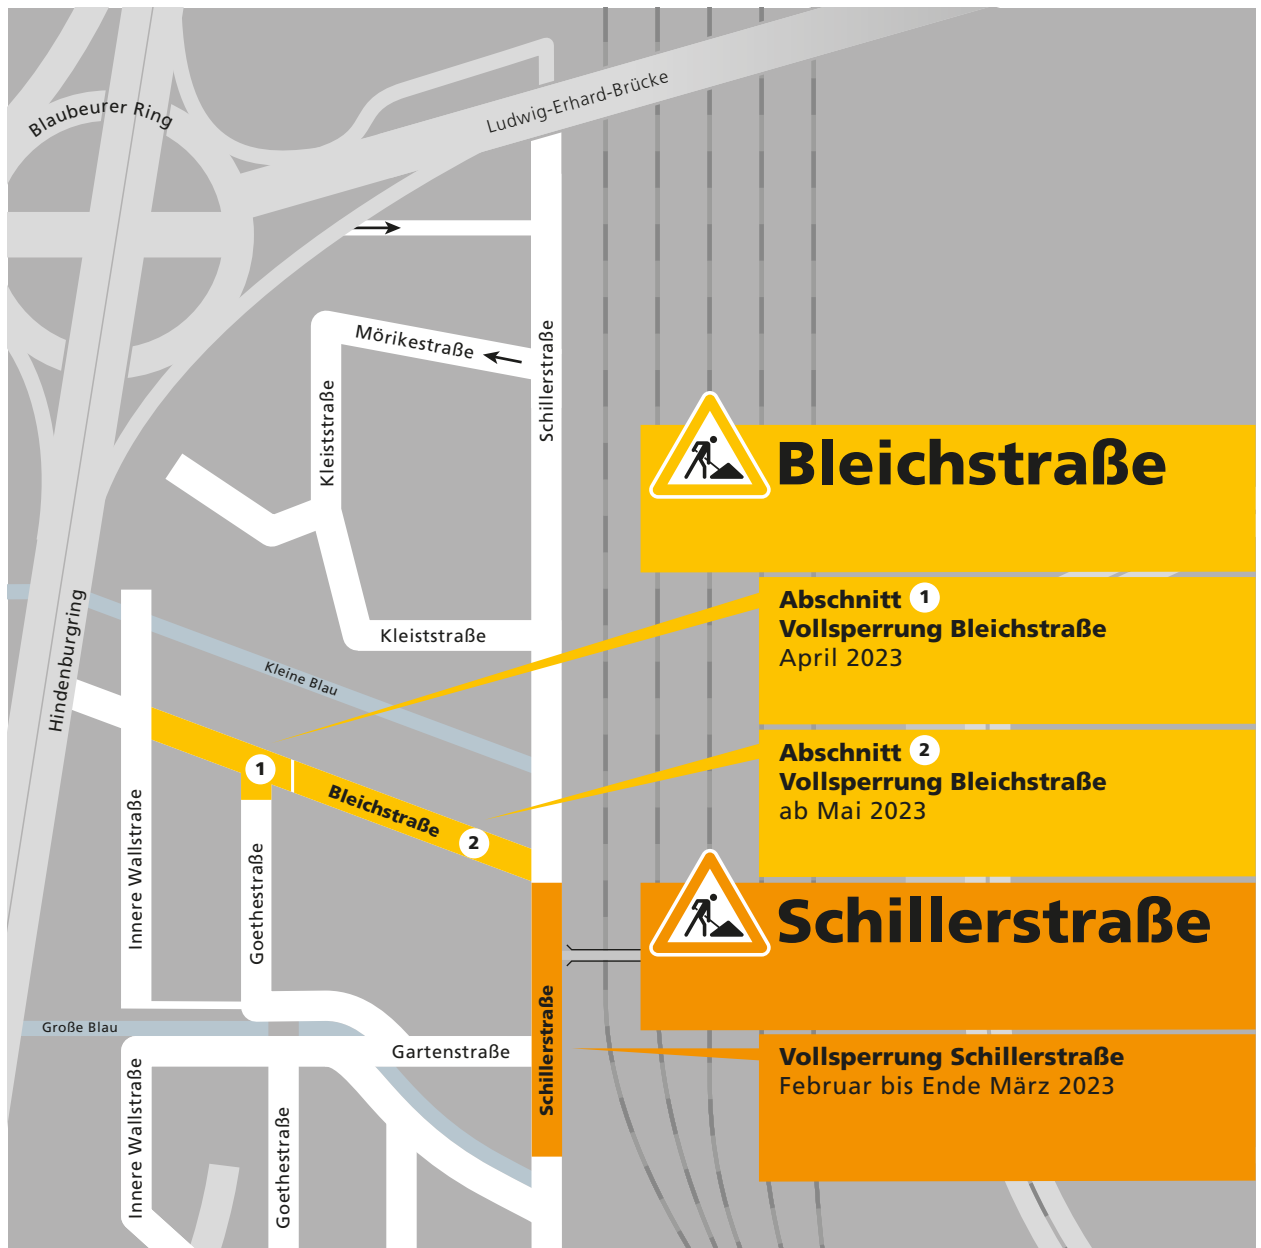 Blaubeurer Ring
Ludwig-Erhard-Brücke
Mörikestraße
Schillerstraße
Kleiststraße
Bleichstraße
Abschnitt 1
Vollsperrung Bleichstraße
April 2023
Hindenburgring
Kleiststraße
Kleine Blau
Abschnitt 2
Vollsperrung Bleichstraße
ab Mai 2023
1
Bleichstraße
2
Innere Wallstraße
Goethestraße
Schillerstraße
Große Blau
Gartenstraße
Schillerstraße
Vollsperrung Schillerstraße
Februar bis Ende März 2023
Innere Wallstraße
Goethestraße